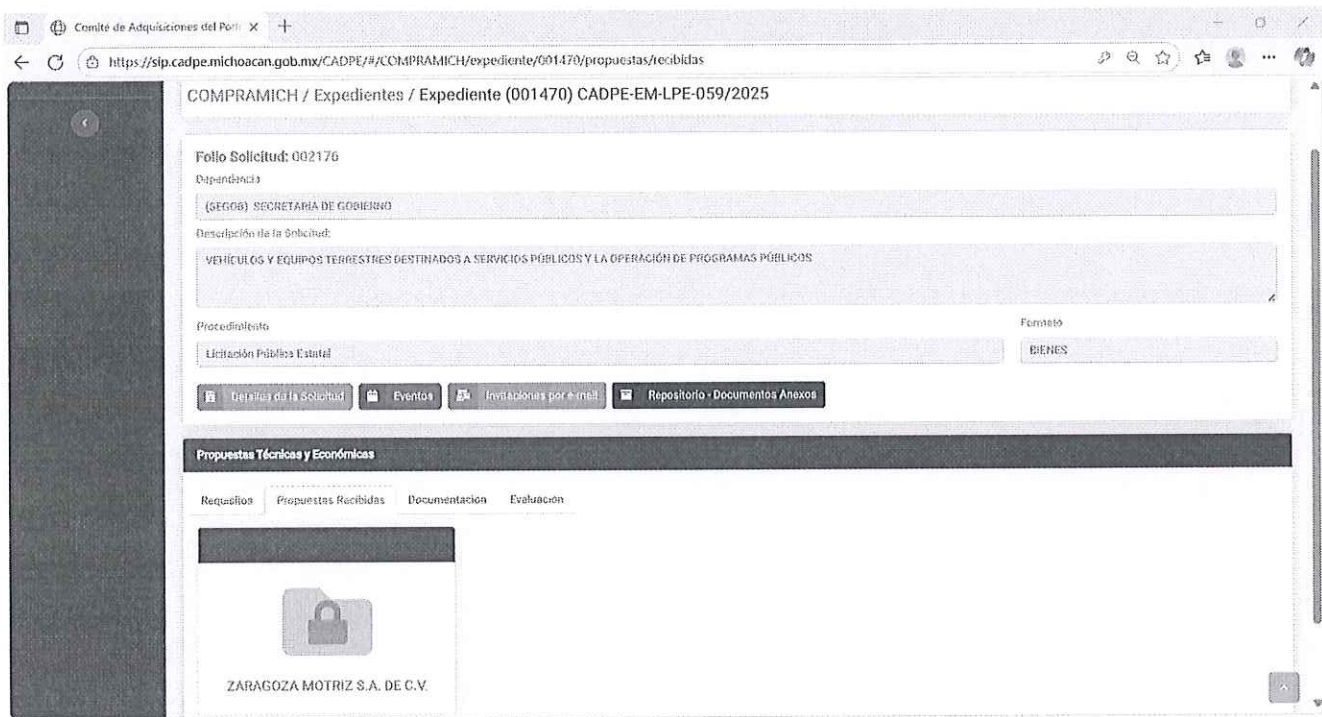 Comité de Adquisiciones del Pod
https://sip.cadpe.michoacan.gob.mx/CADPE/#/COMPRAMICH/expediente/001470/propuestas/recibidas
COMPRAMICH / Expedientes / Expediente (001470) CADPE-EM-LPE-059/2025
Folio Solicitud: 002176
Dependencia
(SEGOB) SECRETARIA DE GOBIERNO
Descripción de la Solicitud:
VEHÍCULOS Y EQUIPOS TERRESTRES DESTINADOS A SERVICIOS PÚBLICOS Y LA OPERACIÓN DE PROGRAMAS PÚBLICOS
Procedimiento
Formato
Licitación Pública Estatal
BIENES
Detalles de la Solicitud
Eventos
Invitaciones por e-mail
Repositorio - Documentos Anexos
Propuestas Técnicas y Económicas
Requisitos
Propuestas Recibidas
Documentación
Evaluación
ZARAGOZA MOTRIZ S.A. DE C.V.